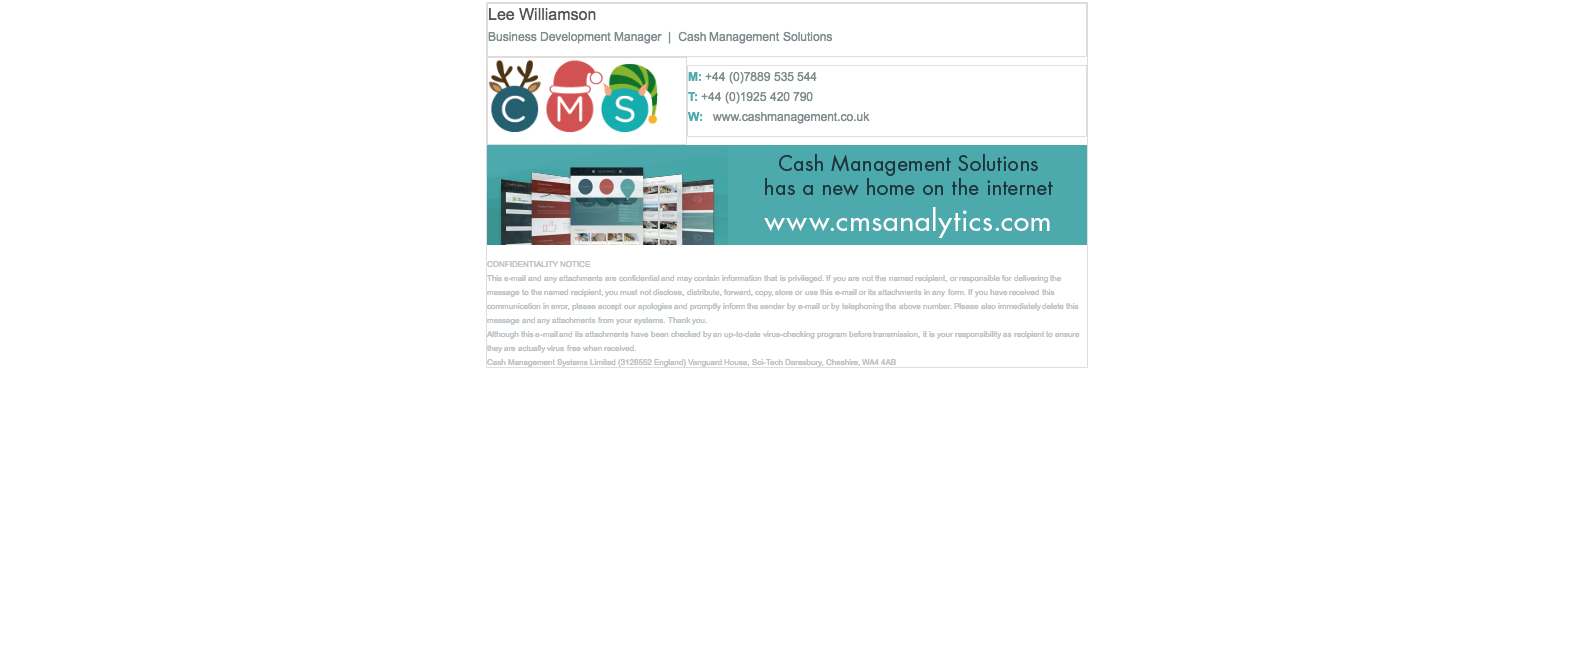 Lee Williamson
Business Development Manager | Cash Management Solutions
CMS
M: +44 (0)7889 535 544
T: +44 (0)1925 420 790
W: www.cashmanagement.co.uk
Cash Management Solutions
has a new home on the internet
www.cmsanalytics.com
CONFIDENTIALITY NOTICE
This e-mail and any attachments are confidential and may contain information that is privileged. If you are not the named recipient, or responsible for delivering the
message to the named recipient, you must not disclose, distribute, forward, copy, store or use this e-mail or its attachments in any form. If you have received this
communication in error, please accept our apologies and promptly inform the sender by e-mail or by telephoning the above number. Please also immediately delete this
message and any attachments from your systems. Thank you.
Although this e-mail and its attachments have been checked by an up-to-date virus-checking program before transmission, it is your responsibility as recipient to ensure
they are actually virus free when received.
Cash Management Systems Limited (3126552 England) Vanguard House, Sci-Tech Daresbury, Cheshire, WA4 4AB